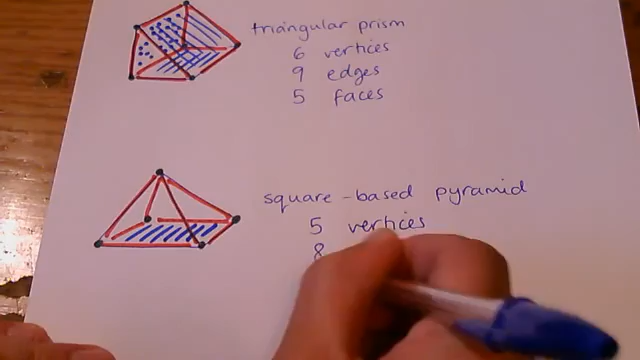 triangular prism
6 vertices
9 edges
5 faces
square-based pyramid
5 vertices
8